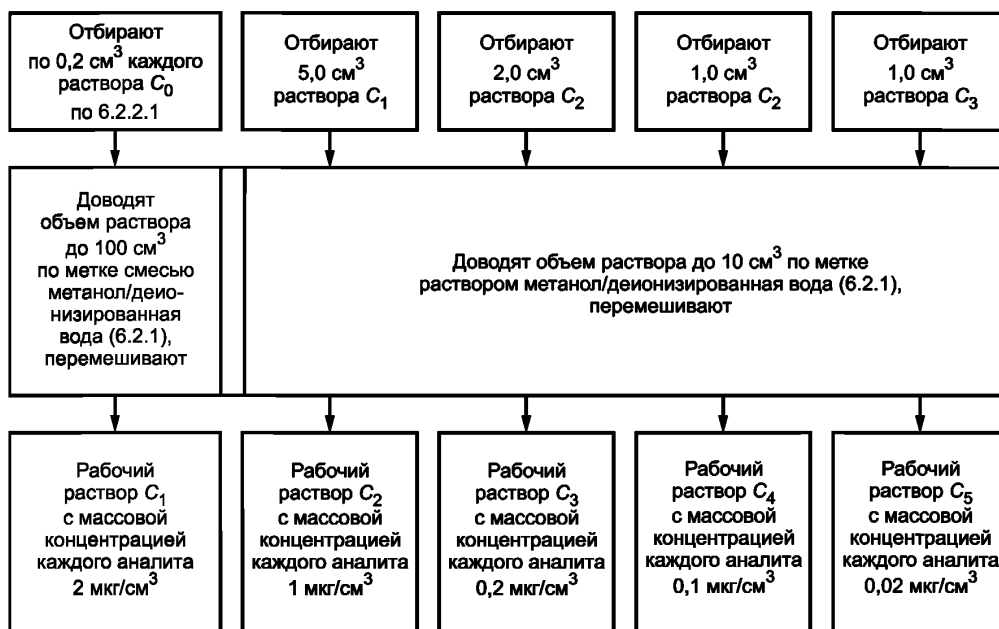 Отбирают
по 0,2 см³ каждого
раствора C₀
по 6.2.2.1
Отбирают
5,0 см³
раствора C₁
Отбирают
2,0 см³
раствора C₂
Отбирают
1,0 см³
раствора C₂
Отбирают
1,0 см³
раствора C₃
Доводят
объем раствора
до 100 см³
по метке смесью
метанол/деио-
низированная
вода (6.2.1),
перемешивают
Доводят объем раствора до 10 см³ по метке
раствором метанол/деионизированная вода (6.2.1),
перемешивают
Рабочий
раствор C₁
с массовой
концентрацией
каждого аналита
2 мкг/см³
Рабочий
раствор C₂
с массовой
концентрацией
каждого аналита
1 мкг/см³
Рабочий
раствор C₃
с массовой
концентрацией
каждого аналита
0,2 мкг/см³
Рабочий
раствор C₄
с массовой
концентрацией
каждого аналита
0,1 мкг/см³
Рабочий
раствор C₅
с массовой
концентрацией
каждого аналита
0,02 мкг/см³